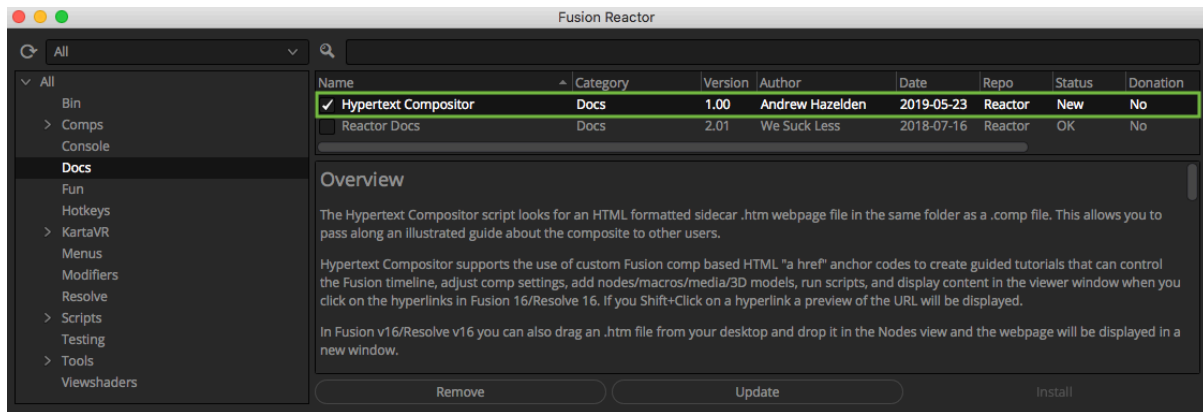 Fusion Reactor
All
All
Bin
Comps
Console
Docs
Fun
Hotkeys
KartaVR
Menus
Modifiers
Resolve
Scripts
Testing
Tools
Viewshaders
Name Category Version Author Date Repo Status Donation
Hypertext Compositor Docs 1.00 Andrew Hazelden 2019-05-23 Reactor New No
Reactor Docs Docs 2.01 We Suck Less 2018-07-16 Reactor OK No
Overview
The Hypertext Compositor script looks for an HTML formatted sidecar .htm webpage file in the same folder as a .comp file. This allows you to
pass along an illustrated guide about the composite to other users.
Hypertext Compositor supports the use of custom Fusion comp based HTML "a href" anchor codes to create guided tutorials that can control
the Fusion timeline, adjust comp settings, add nodes/macros/media/3D models, run scripts, and display content in the viewer window when you
click on the hyperlinks in Fusion 16/Resolve 16. If you Shift+Click on a hyperlink a preview of the URL will be displayed.
In Fusion v16/Resolve v16 you can also drag an .htm file from your desktop and drop it in the Nodes view and the webpage will be displayed in a
new window.
Remove Update Install